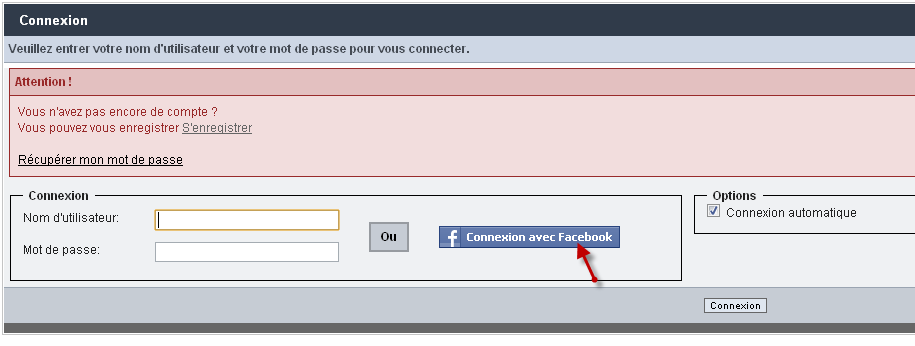 Connexion
Veuillez entrer votre nom d'utilisateur et votre mot de passe pour vous connecter.
Attention !
Vous n'avez pas encore de compte ?
Vous pouvez vous enregistrer S'enregistrer
Récupérer mon mot de passe
Connexion
Nom d'utilisateur:
Mot de passe:
Ou
f Connexion avec Facebook
Options
Connexion automatique
Connexion